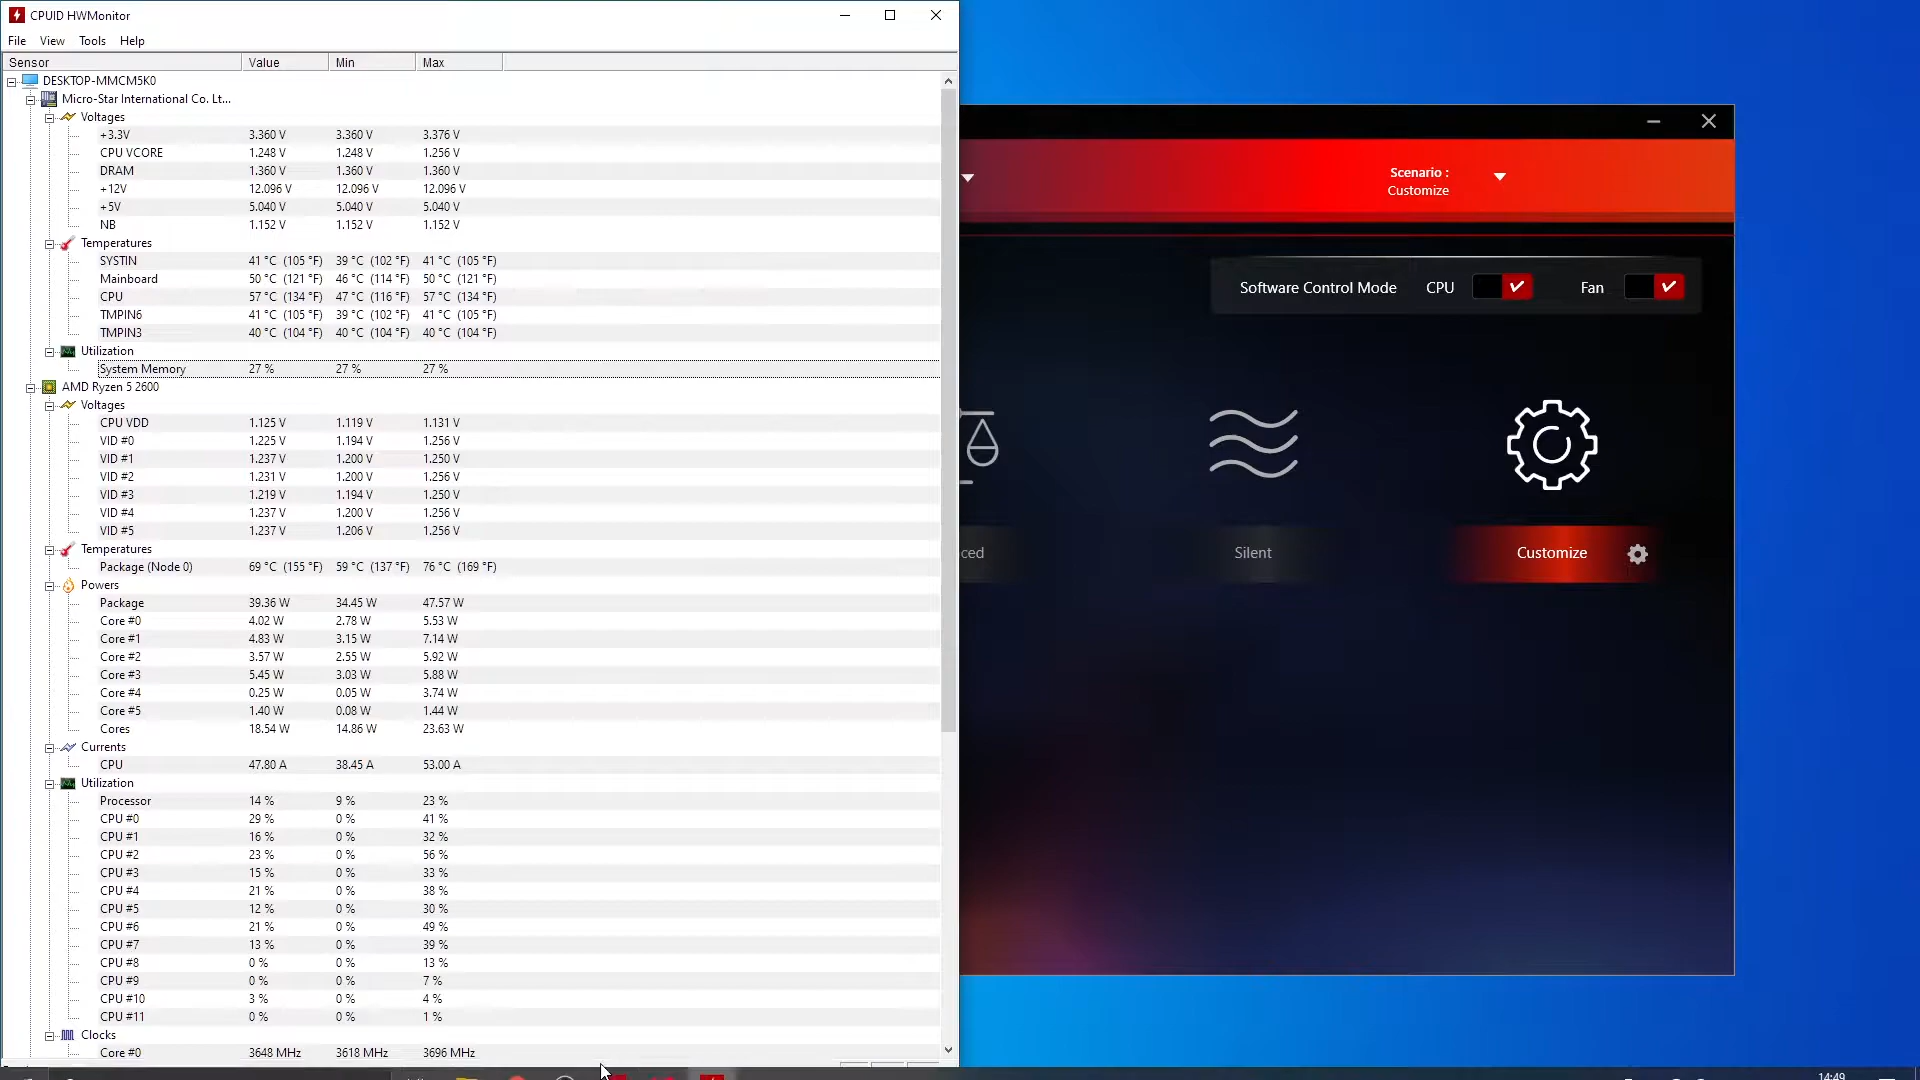 CPUID HWMonitor
File View Tools Help
Sensor Value Min Max
DESKTOP-MMCM5K0
Micro-Star International Co. Lt...
Voltages
+3.3V 3.360 V 3.360 V 3.376 V
CPU VCORE 1.248 V 1.248 V 1.256 V
DRAM 1.360 V 1.360 V 1.360 V
+12V 12.096 V 12.096 V 12.096 V
+5V 5.040 V 5.040 V 5.040 V
NB 1.152 V 1.152 V 1.152 V
Temperatures
SYSTIN 41 °C (105 °F) 39 °C (102 °F) 41 °C (105 °F)
Mainboard 50 °C (121 °F) 46 °C (114 °F) 50 °C (121 °F)
CPU 57 °C (134 °F) 47 °C (116 °F) 57 °C (134 °F)
TMPIN6 41 °C (105 °F) 39 °C (102 °F) 41 °C (105 °F)
TMPIN3 40 °C (104 °F) 40 °C (104 °F) 40 °C (104 °F)
Utilization
System Memory 27 % 27 % 27 %
AMD Ryzen 5 2600
Voltages
CPU VDD 1.125 V 1.119 V 1.131 V
VID #0 1.225 V 1.194 V 1.256 V
VID #1 1.237 V 1.200 V 1.250 V
VID #2 1.231 V 1.200 V 1.256 V
VID #3 1.219 V 1.194 V 1.250 V
VID #4 1.237 V 1.200 V 1.256 V
VID #5 1.237 V 1.206 V 1.256 V
Temperatures
Package (Node 0) 69 °C (155 °F) 59 °C (137 °F) 76 °C (169 °F)
Powers
Package 39.36 W 34.45 W 47.57 W
Core #0 4.02 W 2.78 W 5.53 W
Core #1 4.83 W 3.15 W 7.14 W
Core #2 3.57 W 2.55 W 5.92 W
Core #3 5.45 W 3.03 W 5.88 W
Core #4 0.25 W 0.05 W 3.74 W
Core #5 1.40 W 0.08 W 1.44 W
Cores 18.54 W 14.86 W 23.63 W
Currents
CPU 47.80 A 38.45 A 53.00 A
Utilization
Processor 14 % 9 % 23 %
CPU #0 29 % 0 % 41 %
CPU #1 16 % 0 % 32 %
CPU #2 23 % 0 % 56 %
CPU #3 15 % 0 % 33 %
CPU #4 21 % 0 % 38 %
CPU #5 12 % 0 % 30 %
CPU #6 21 % 0 % 49 %
CPU #7 13 % 0 % 39 %
CPU #8 0 % 0 % 13 %
CPU #9 0 % 0 % 7 %
CPU #10 3 % 0 % 4 %
CPU #11 0 % 0 % 1 %
Clocks
Core #0 3648 MHz 3618 MHz 3696 MHz
Scenario :
Customize
Software Control Mode CPU Fan
ced Silent Customize
14:49